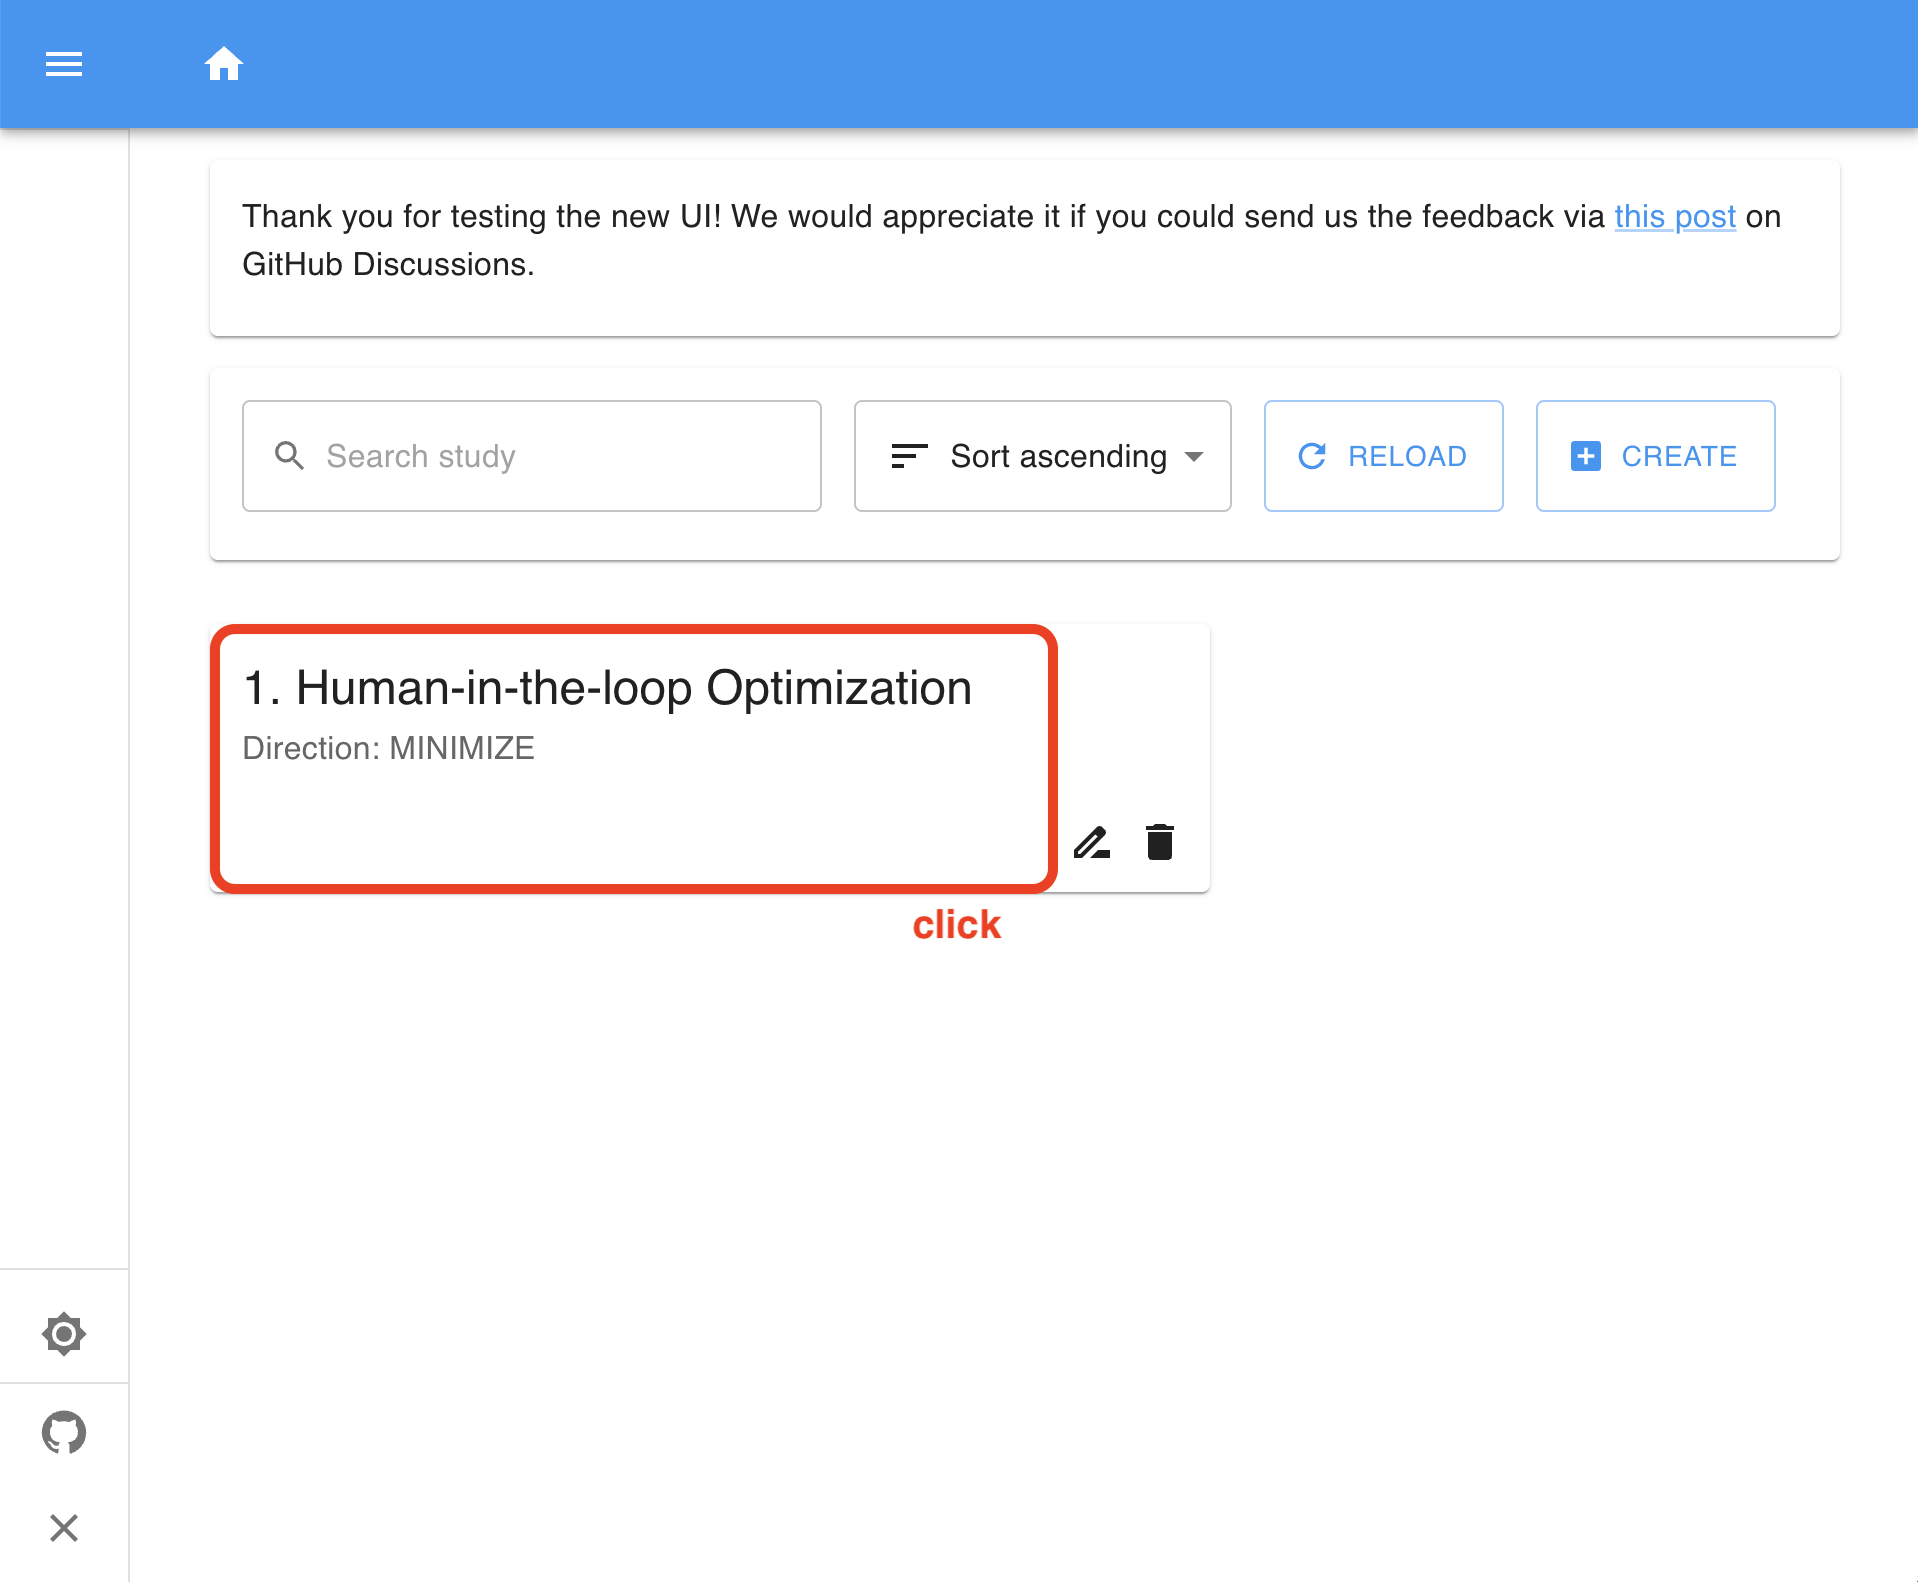 Thank you for testing the new UI! We would appreciate it if you could send us the feedback via this post on
GitHub Discussions.
Search study
Sort ascending
RELOAD
CREATE
1. Human-in-the-loop Optimization
Direction: MINIMIZE
click